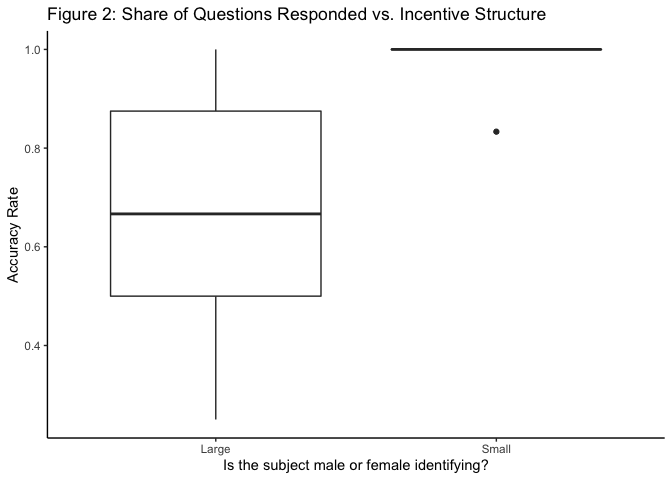 Figure 2: Share of Questions Responded vs. Incentive Structure
1.0
0.8
0.6
0.4
Accuracy Rate
Large Small
Is the subject male or female identifying?